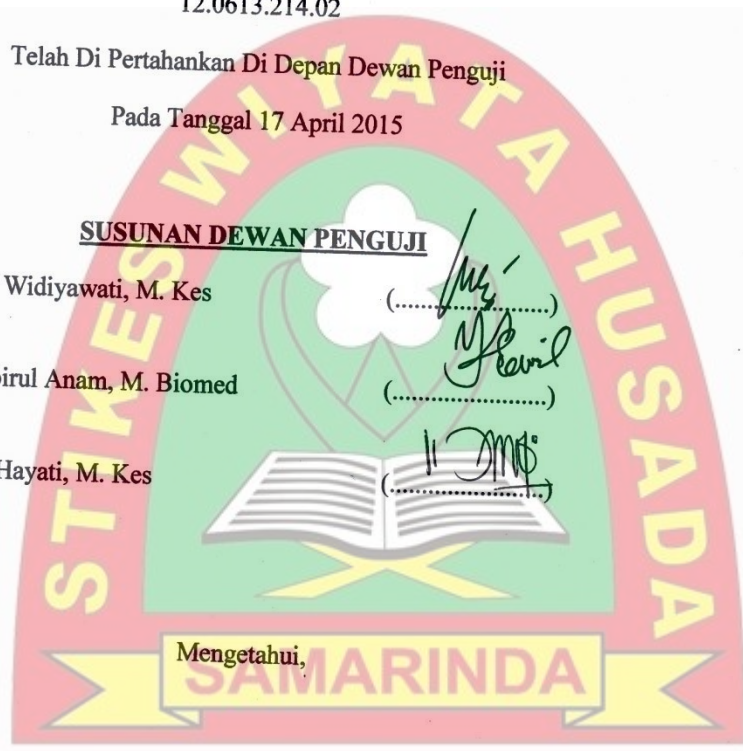 12.0613.214.02
Telah Di Pertahankan Di Depan Dewan Penguji
Pada Tanggal 17 April 2015
SUSUNAN DEWAN PENGUJI
Widiyawati, M. Kes (.......................)
Anam, M. Biomed (.......................)
Hayati, M. Kes (.......................)
Mengetahui,
STIKES WIYATA HUSADA
SAMARINDA